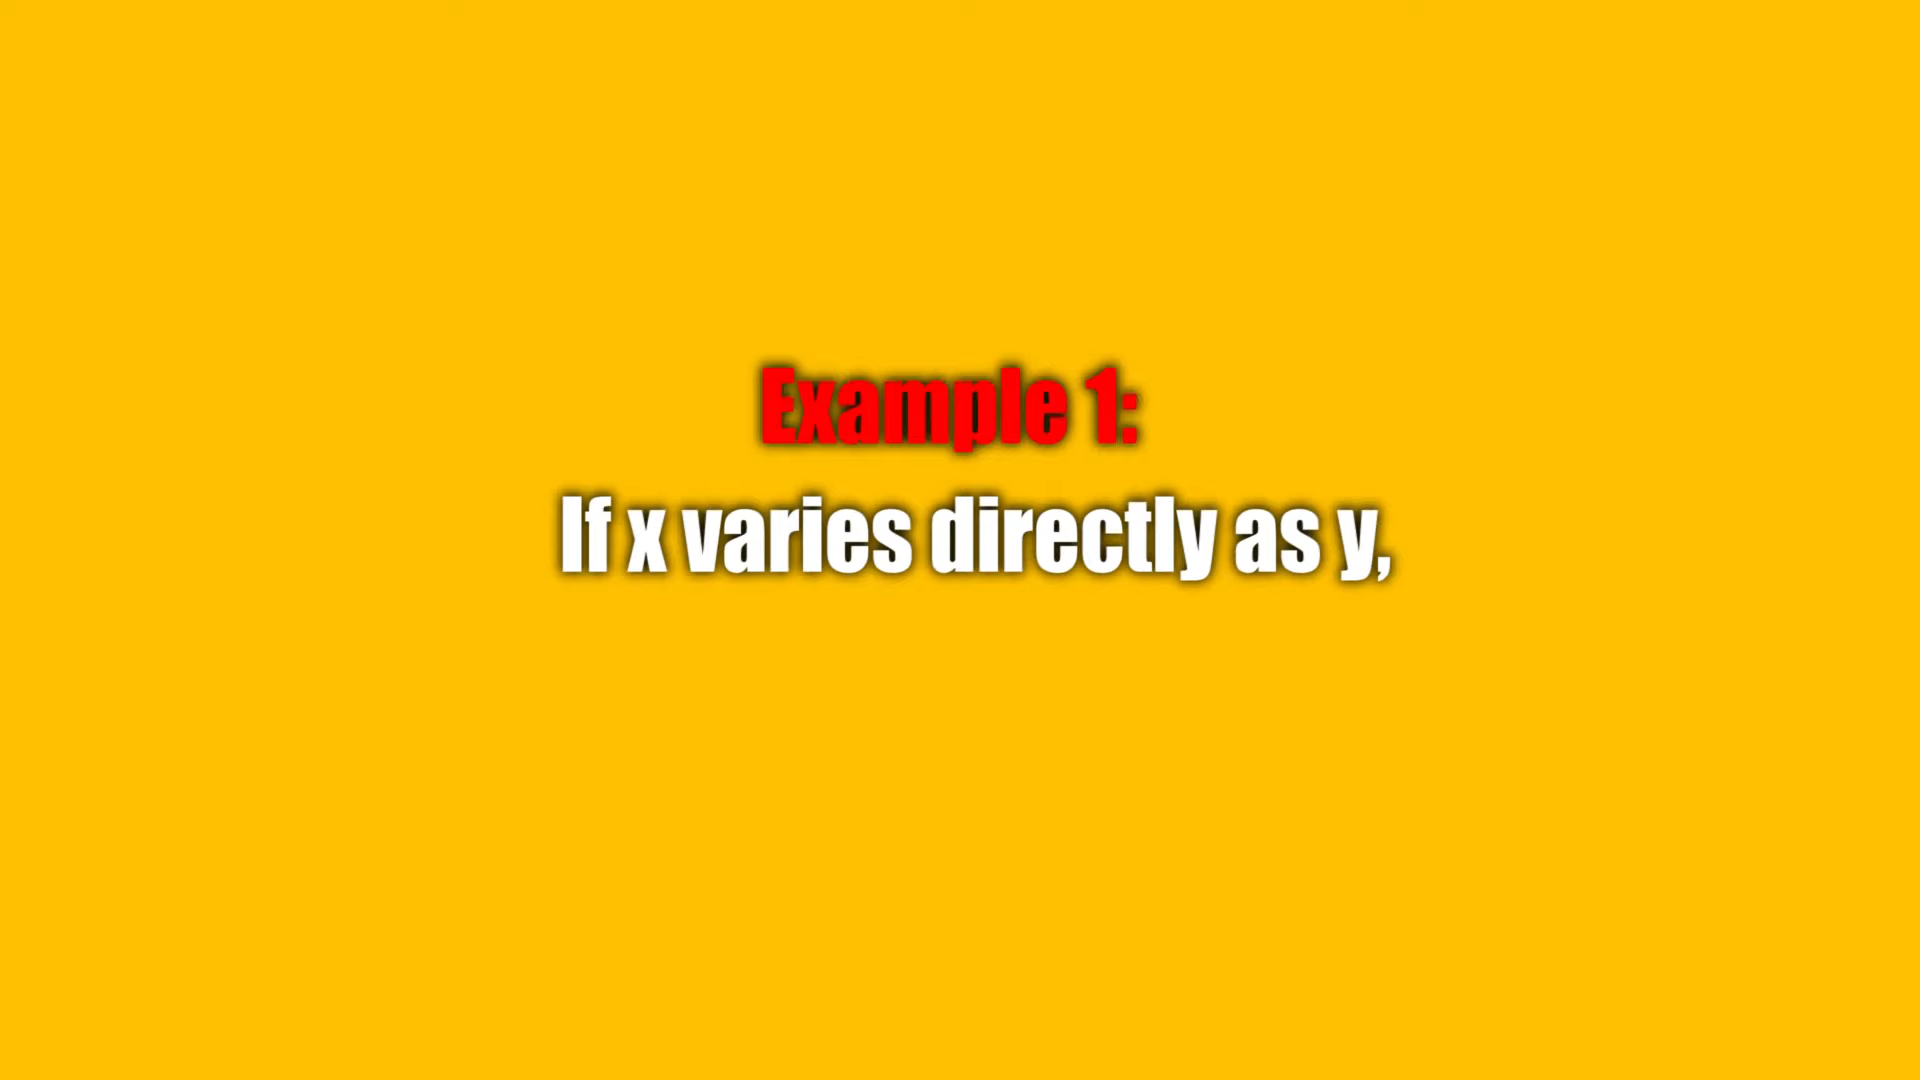 Example 1:
If x varies directly as y,